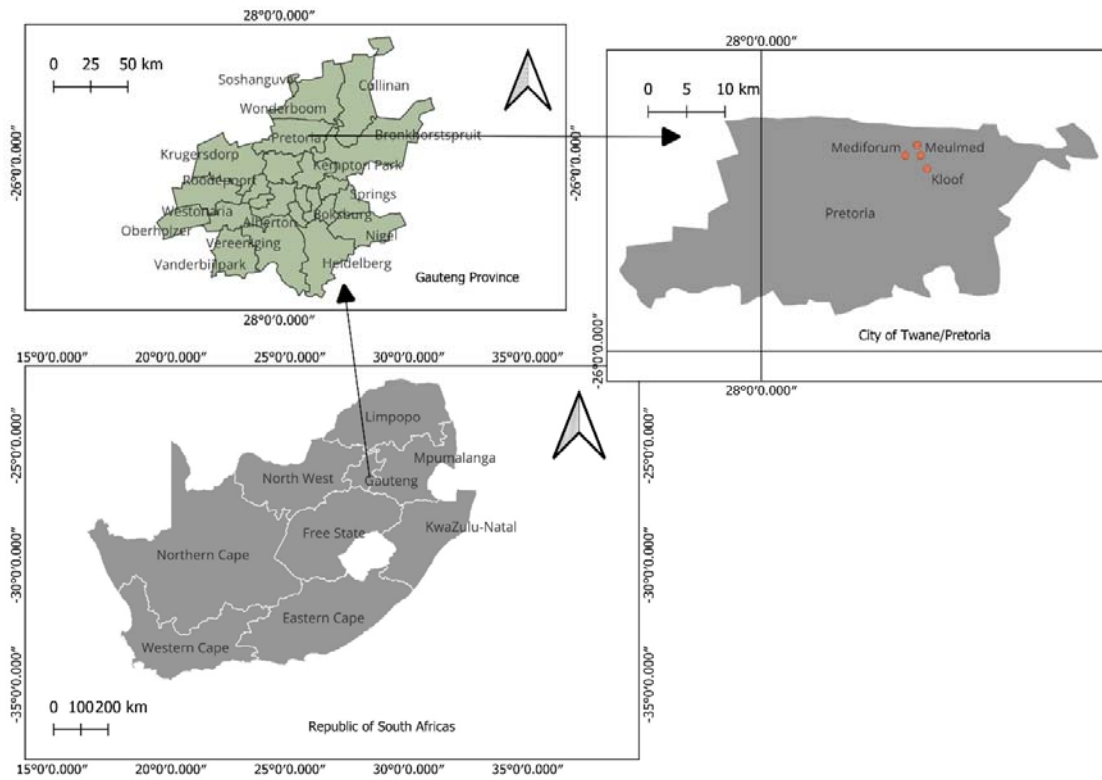 28°0'0.000"
0 25 50 km
Soshanguve
Cullinan
Wonderboom
Pretoria
Bronkhorstspruit
Krugersdorp
Kempton Park
Roodepoort
Springs
Westonaria
Boksburg
Oberholzer
Alberton
Nigel
Vereeniging
Vanderbijlpark
Heidelberg
Gauteng Province
-26°0'0.000"
-26°0'0.000"
28°0'0.000"
28°0'0.000"
0 5 10 km
Mediforum
Meulmed
Kloof
Pretoria
City of Twane/Pretoria
-26°0'0.000"
28°0'0.000"
15°0'0.000" 20°0'0.000" 25°0'0.000" 30°0'0.000" 35°0'0.000"
Limpopo
Mpumalanga
North West
Gauteng
Free State
KwaZulu-Natal
Northern Cape
Eastern Cape
Western Cape
0 100200 km
Republic of South Africas
-25°0'0.000"
-30°0'0.000"
-35°0'0.000"
-25°0'0.000"
-30°0'0.000"
-35°0'0.000"
15°0'0.000" 20°0'0.000" 25°0'0.000" 30°0'0.000" 35°0'0.000"